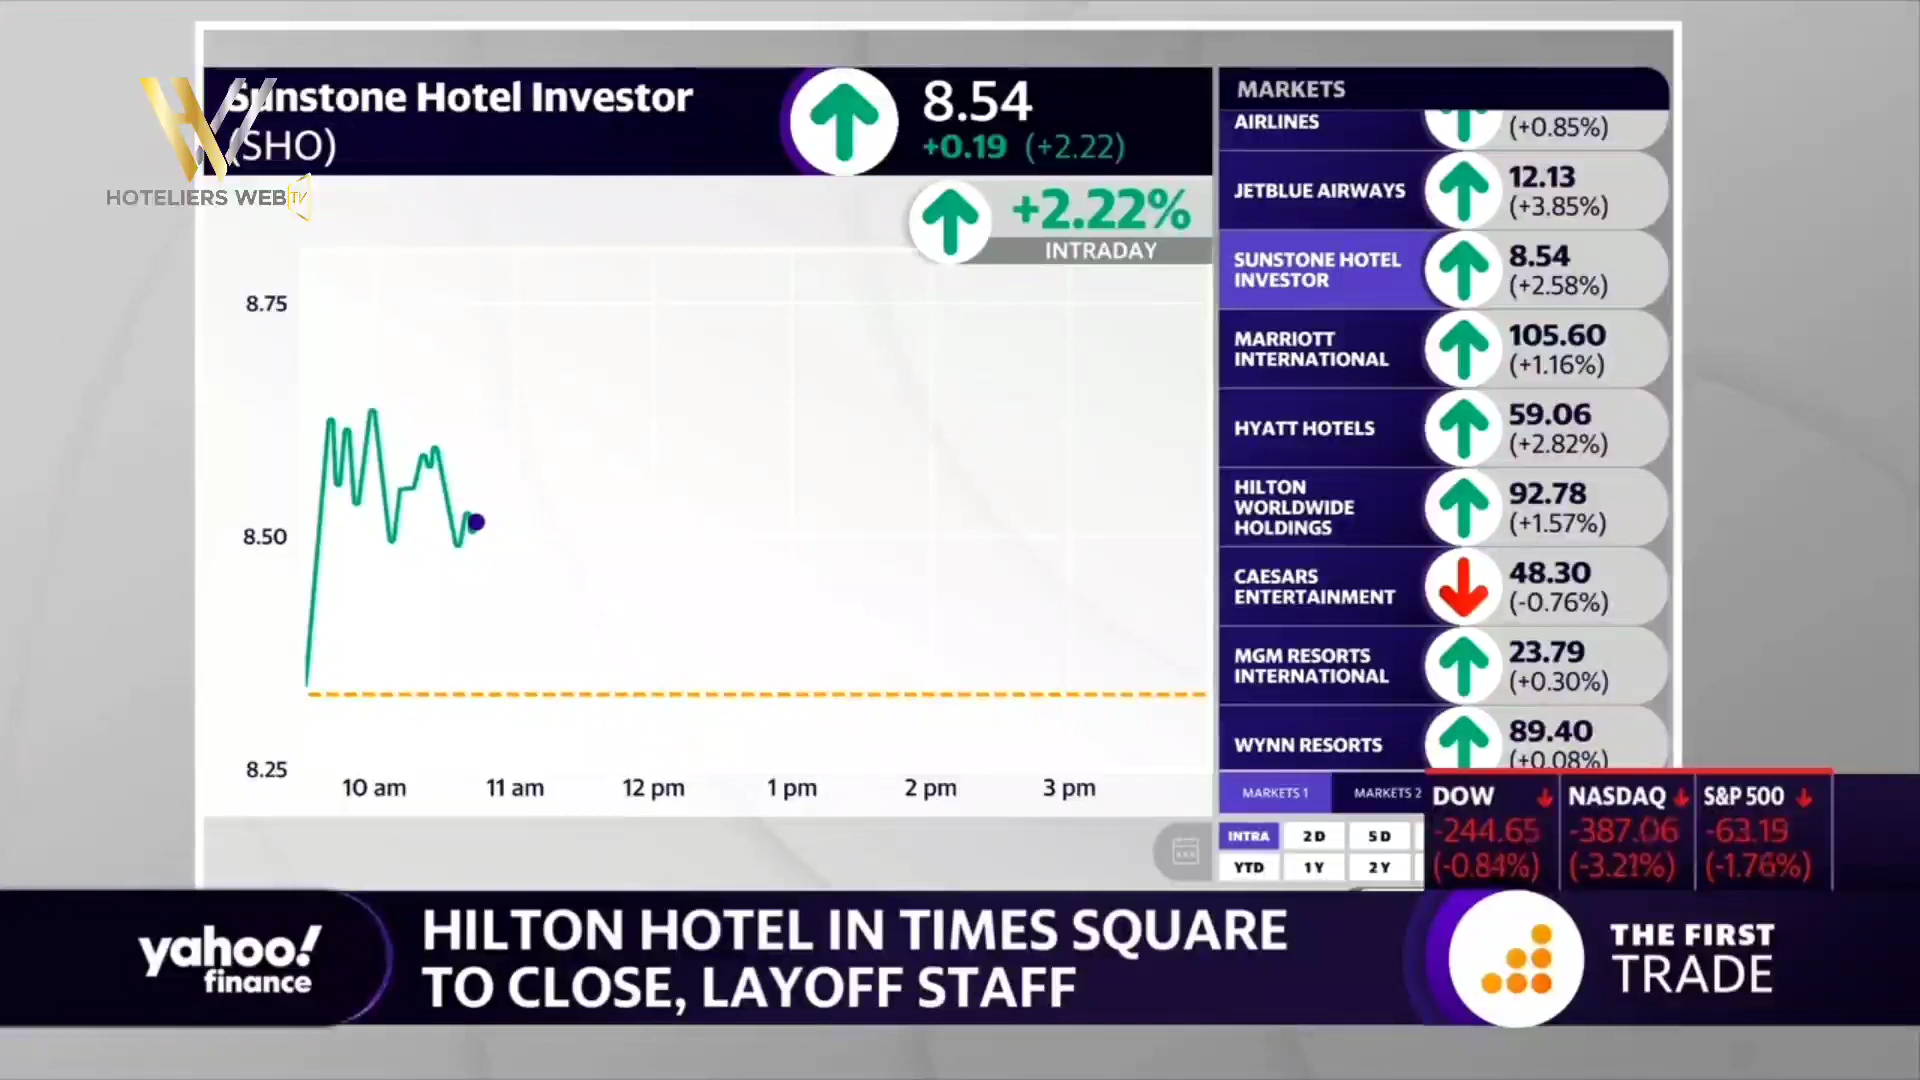 Sunstone Hotel Investor
(SHO)
8.54
+0.19 (+2.22)
HOTELIERS WEB TV
+2.22%
INTRADAY
8.75
8.50
8.25
10 am 11 am 12 pm 1 pm 2 pm 3 pm
MARKETS
AIRLINES
(+0.85%)
JETBLUE AIRWAYS
12.13
(+3.85%)
SUNSTONE HOTEL
INVESTOR
8.54
(+2.58%)
MARRIOTT
INTERNATIONAL
105.60
(+1.16%)
HYATT HOTELS
59.06
(+2.82%)
HILTON
WORLDWIDE
HOLDINGS
92.78
(+1.57%)
CAESARS
ENTERTAINMENT
48.30
(-0.76%)
MGM RESORTS
INTERNATIONAL
23.79
(+0.30%)
WYNN RESORTS
89.40
(+0.08%)
MARKETS 1 MARKETS 2
INTRA 2D 5D
YTD 1Y 2Y
DOW NASDAQ S&P 500
-244.65 -387.06 -63.19
(-0.84%) (-3.21%) (-1.76%)
yahoo!
finance
HILTON HOTEL IN TIMES SQUARE
TO CLOSE, LAYOFF STAFF
THE FIRST
TRADE